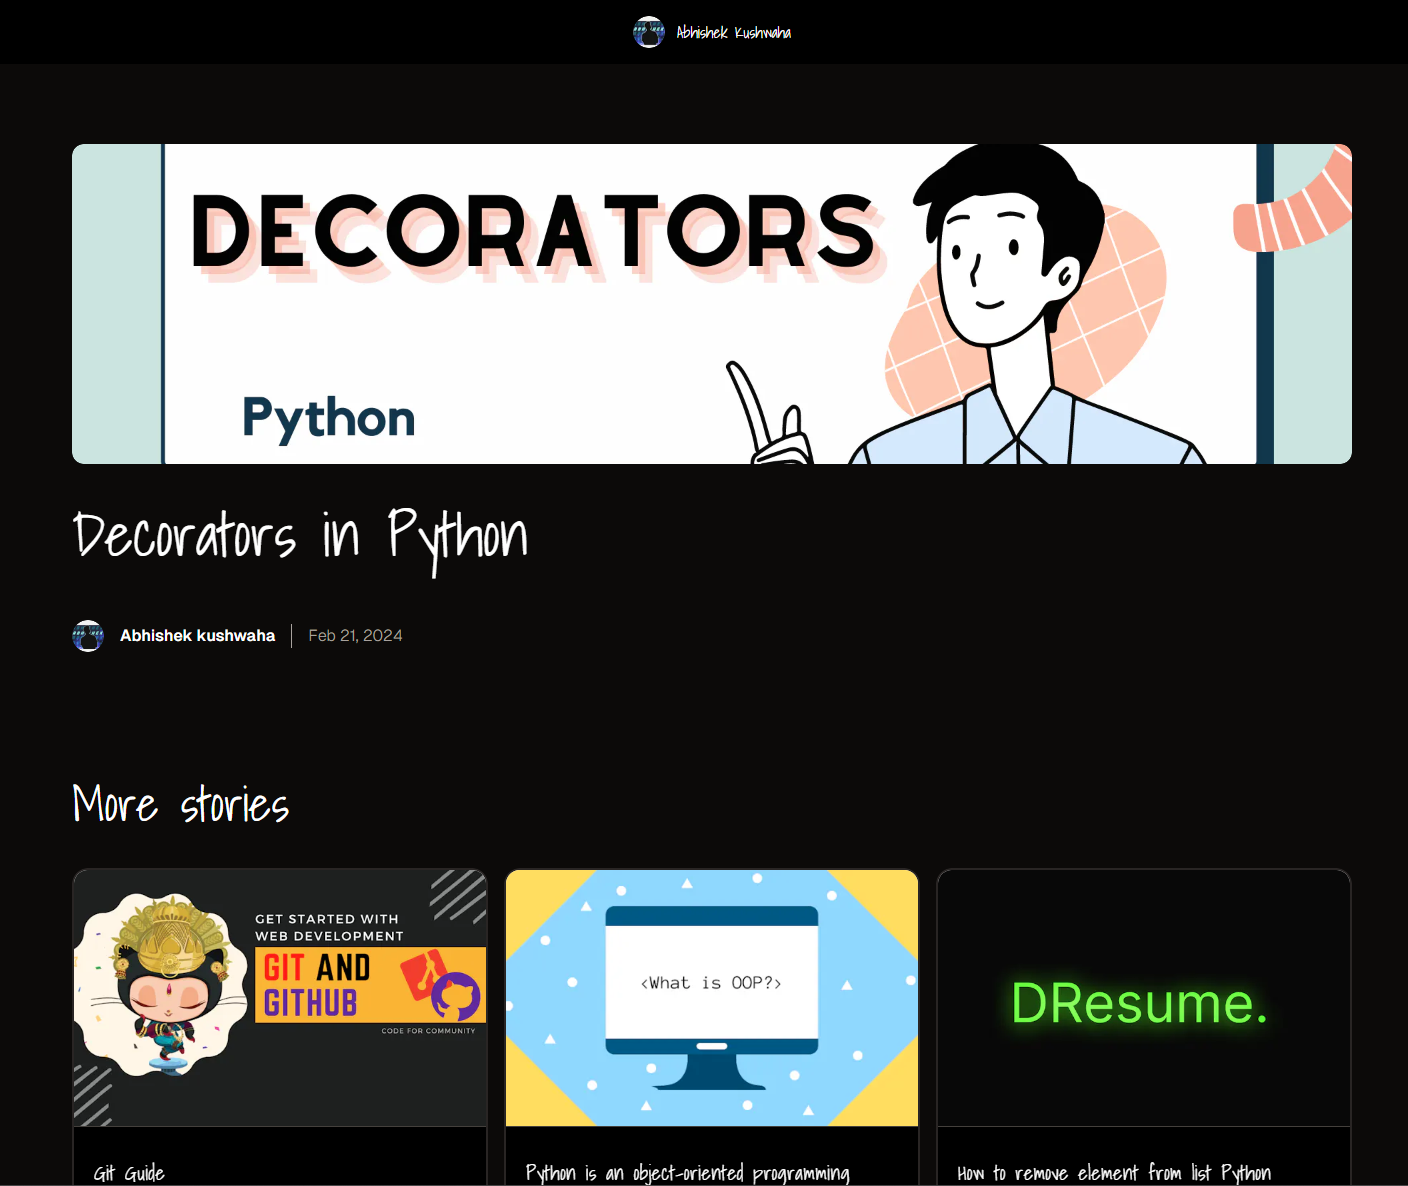 Abhishek Kushwaha
DECORATORS
Python
Decorators in Python
Abhishek kushwaha
Feb 21, 2024
More stories
GET STARTED WITH
WEB DEVELOPMENT
GIT AND
GITHUB
CODE FOR COMMUNITY
<What is OOP?>
DResume.
Git Guide
Python is an object-oriented programming
How to remove element from list Python